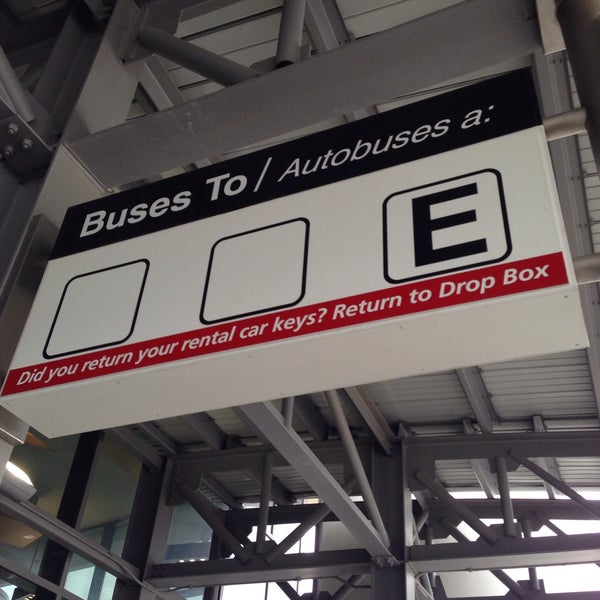 Buses To / Autobuses a:
E
Did you return your rental car keys? Return to Drop Box